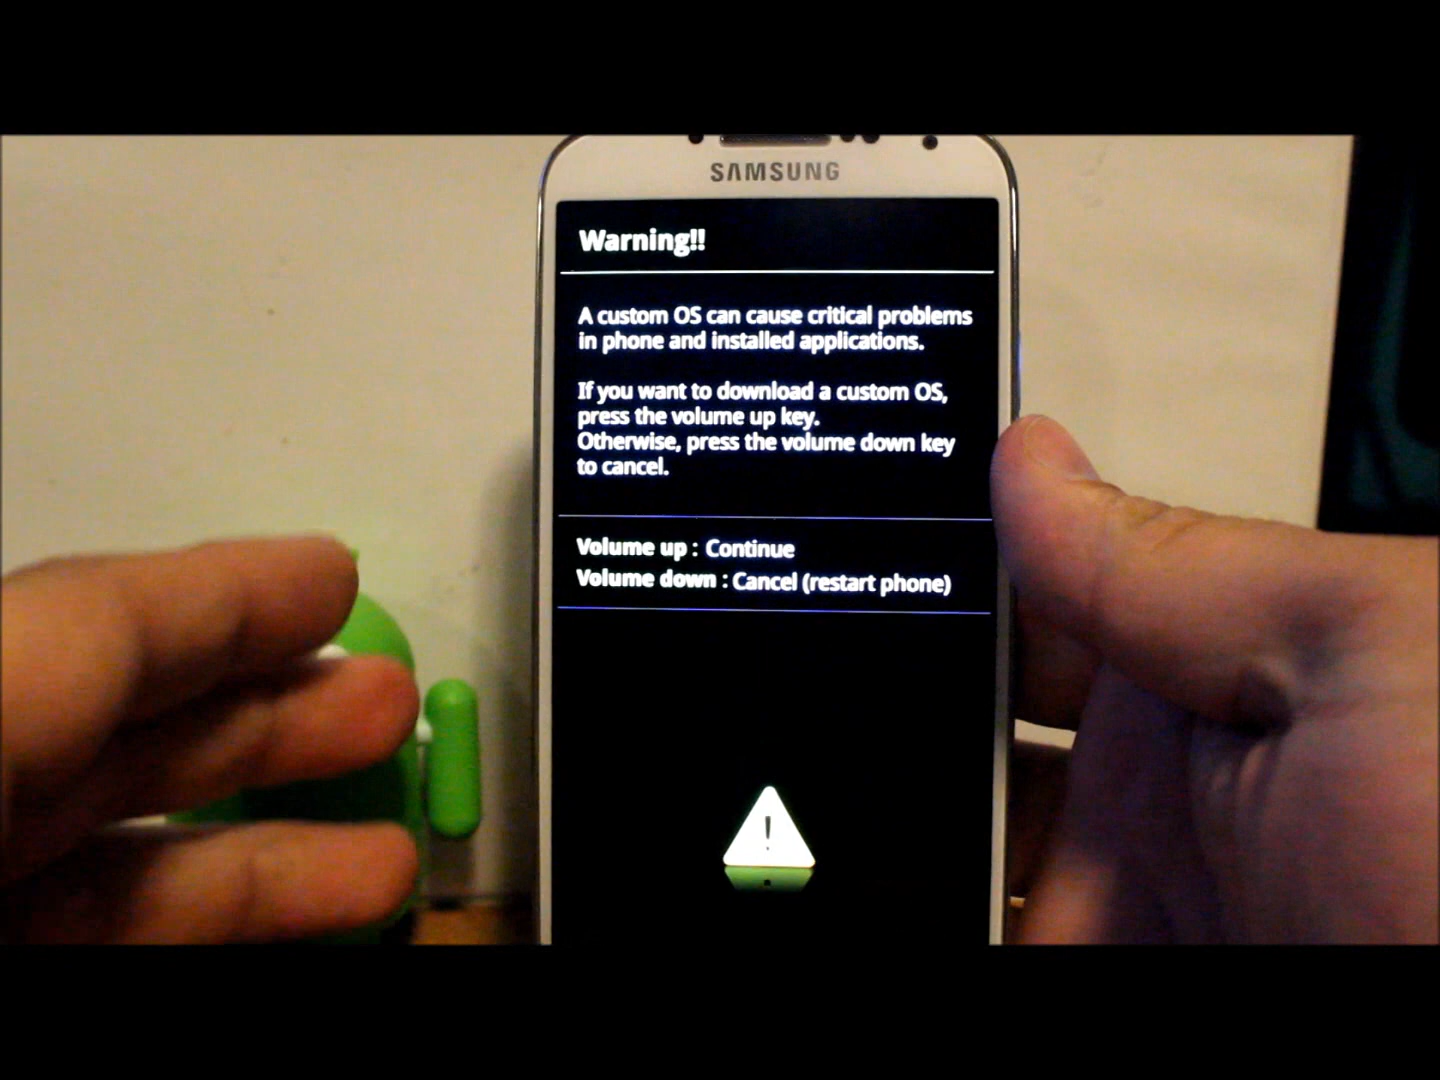 SAMSUNG
Warning!!
A custom OS can cause critical problems
in phone and installed applications.
If you want to download a custom OS,
press the volume up key.
Otherwise, press the volume down key
to cancel.
Volume up : Continue
Volume down : Cancel (restart phone)
!